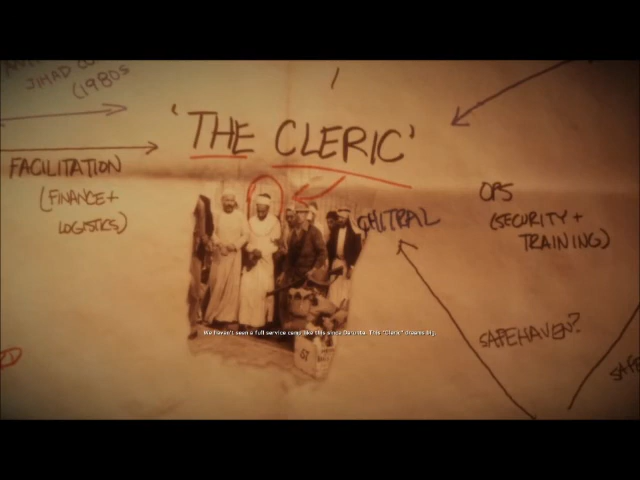 JIHAD
(1980s
'THE CLERIC'
FACILITATION
(FINANCE+
LOGISTICS)
CHITRAL
OPS
(SECURITY+
TRAINING)
We haven't seen a full service camp like this since Derunta. This "Cleric" dreams big.
SAFEHAVEN?
SAFE